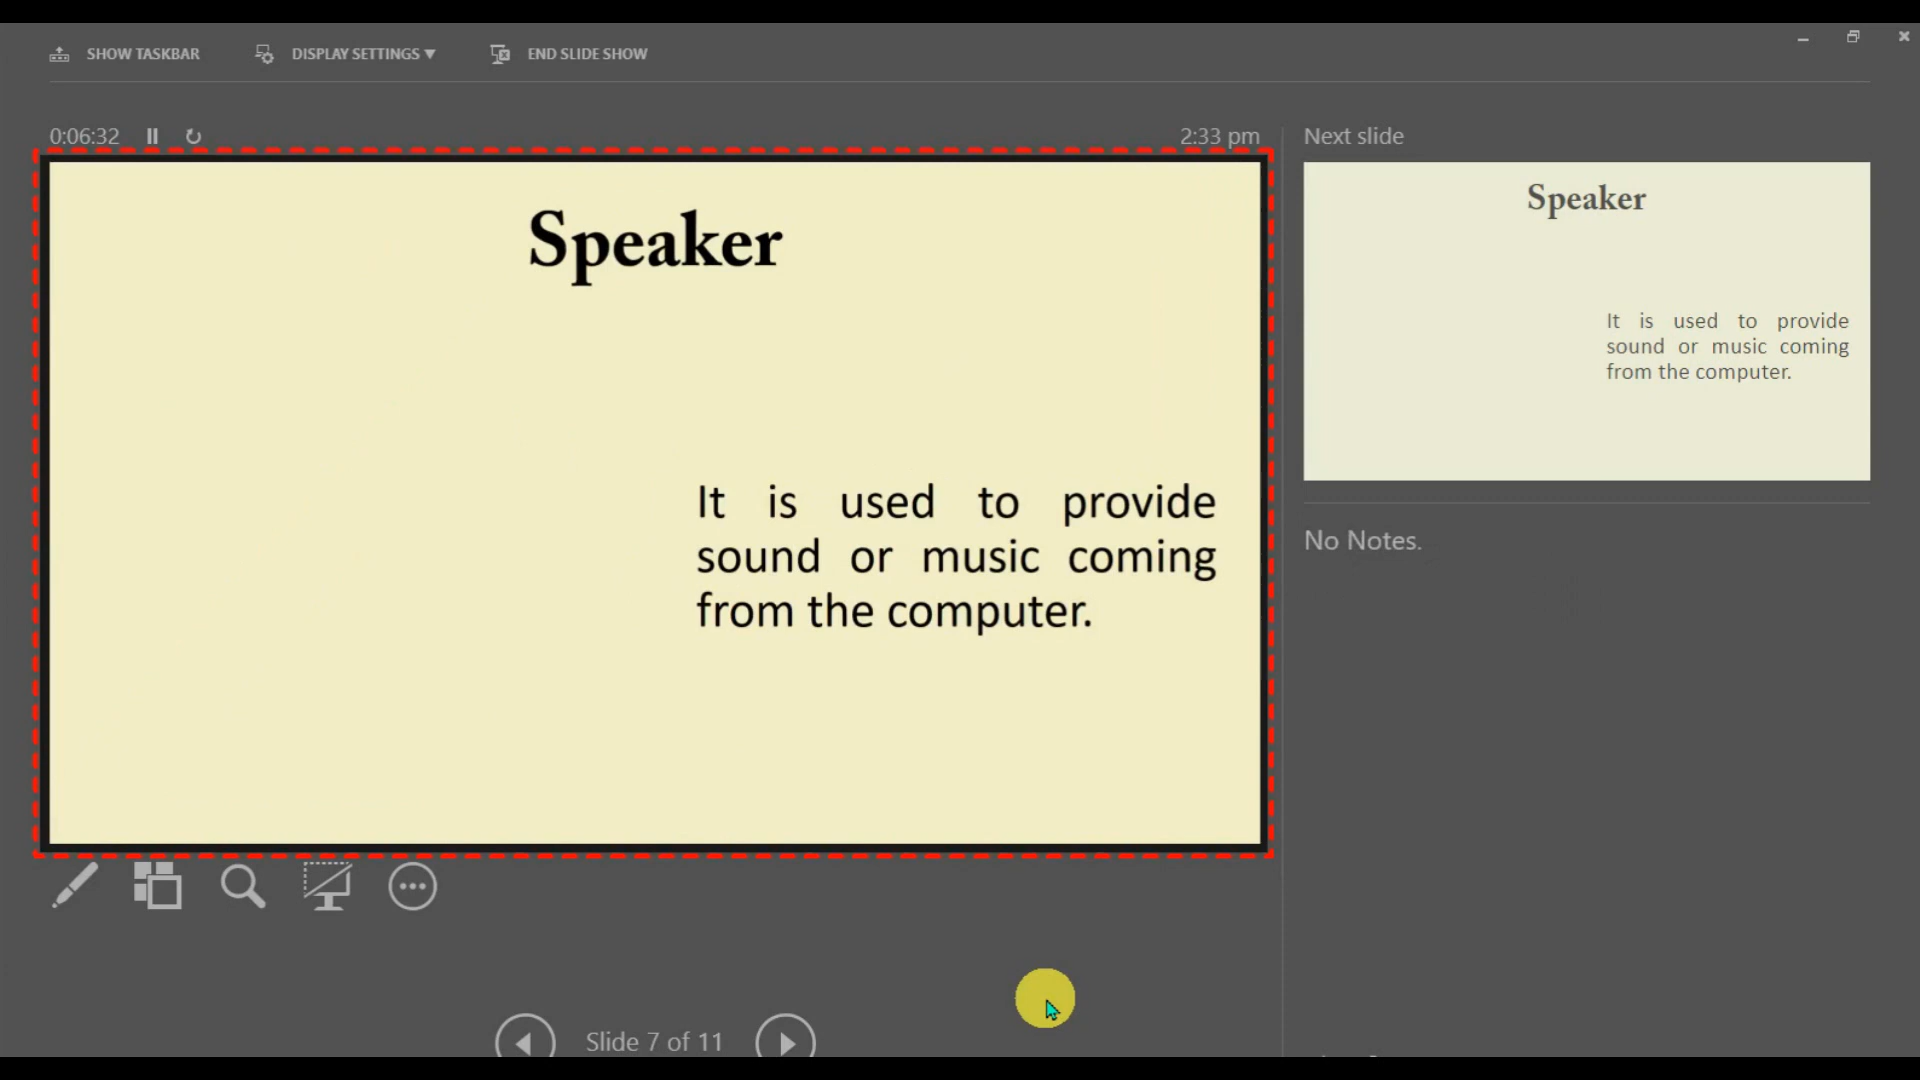 SHOW TASKBAR
DISPLAY SETTINGS ▼
END SLIDE SHOW
0:06:32
2:33 pm
Next slide
Speaker
It is used to provide
sound or music coming
from the computer.
Speaker
It is used to provide
sound or music coming
from the computer.
No Notes.
Slide 7 of 11